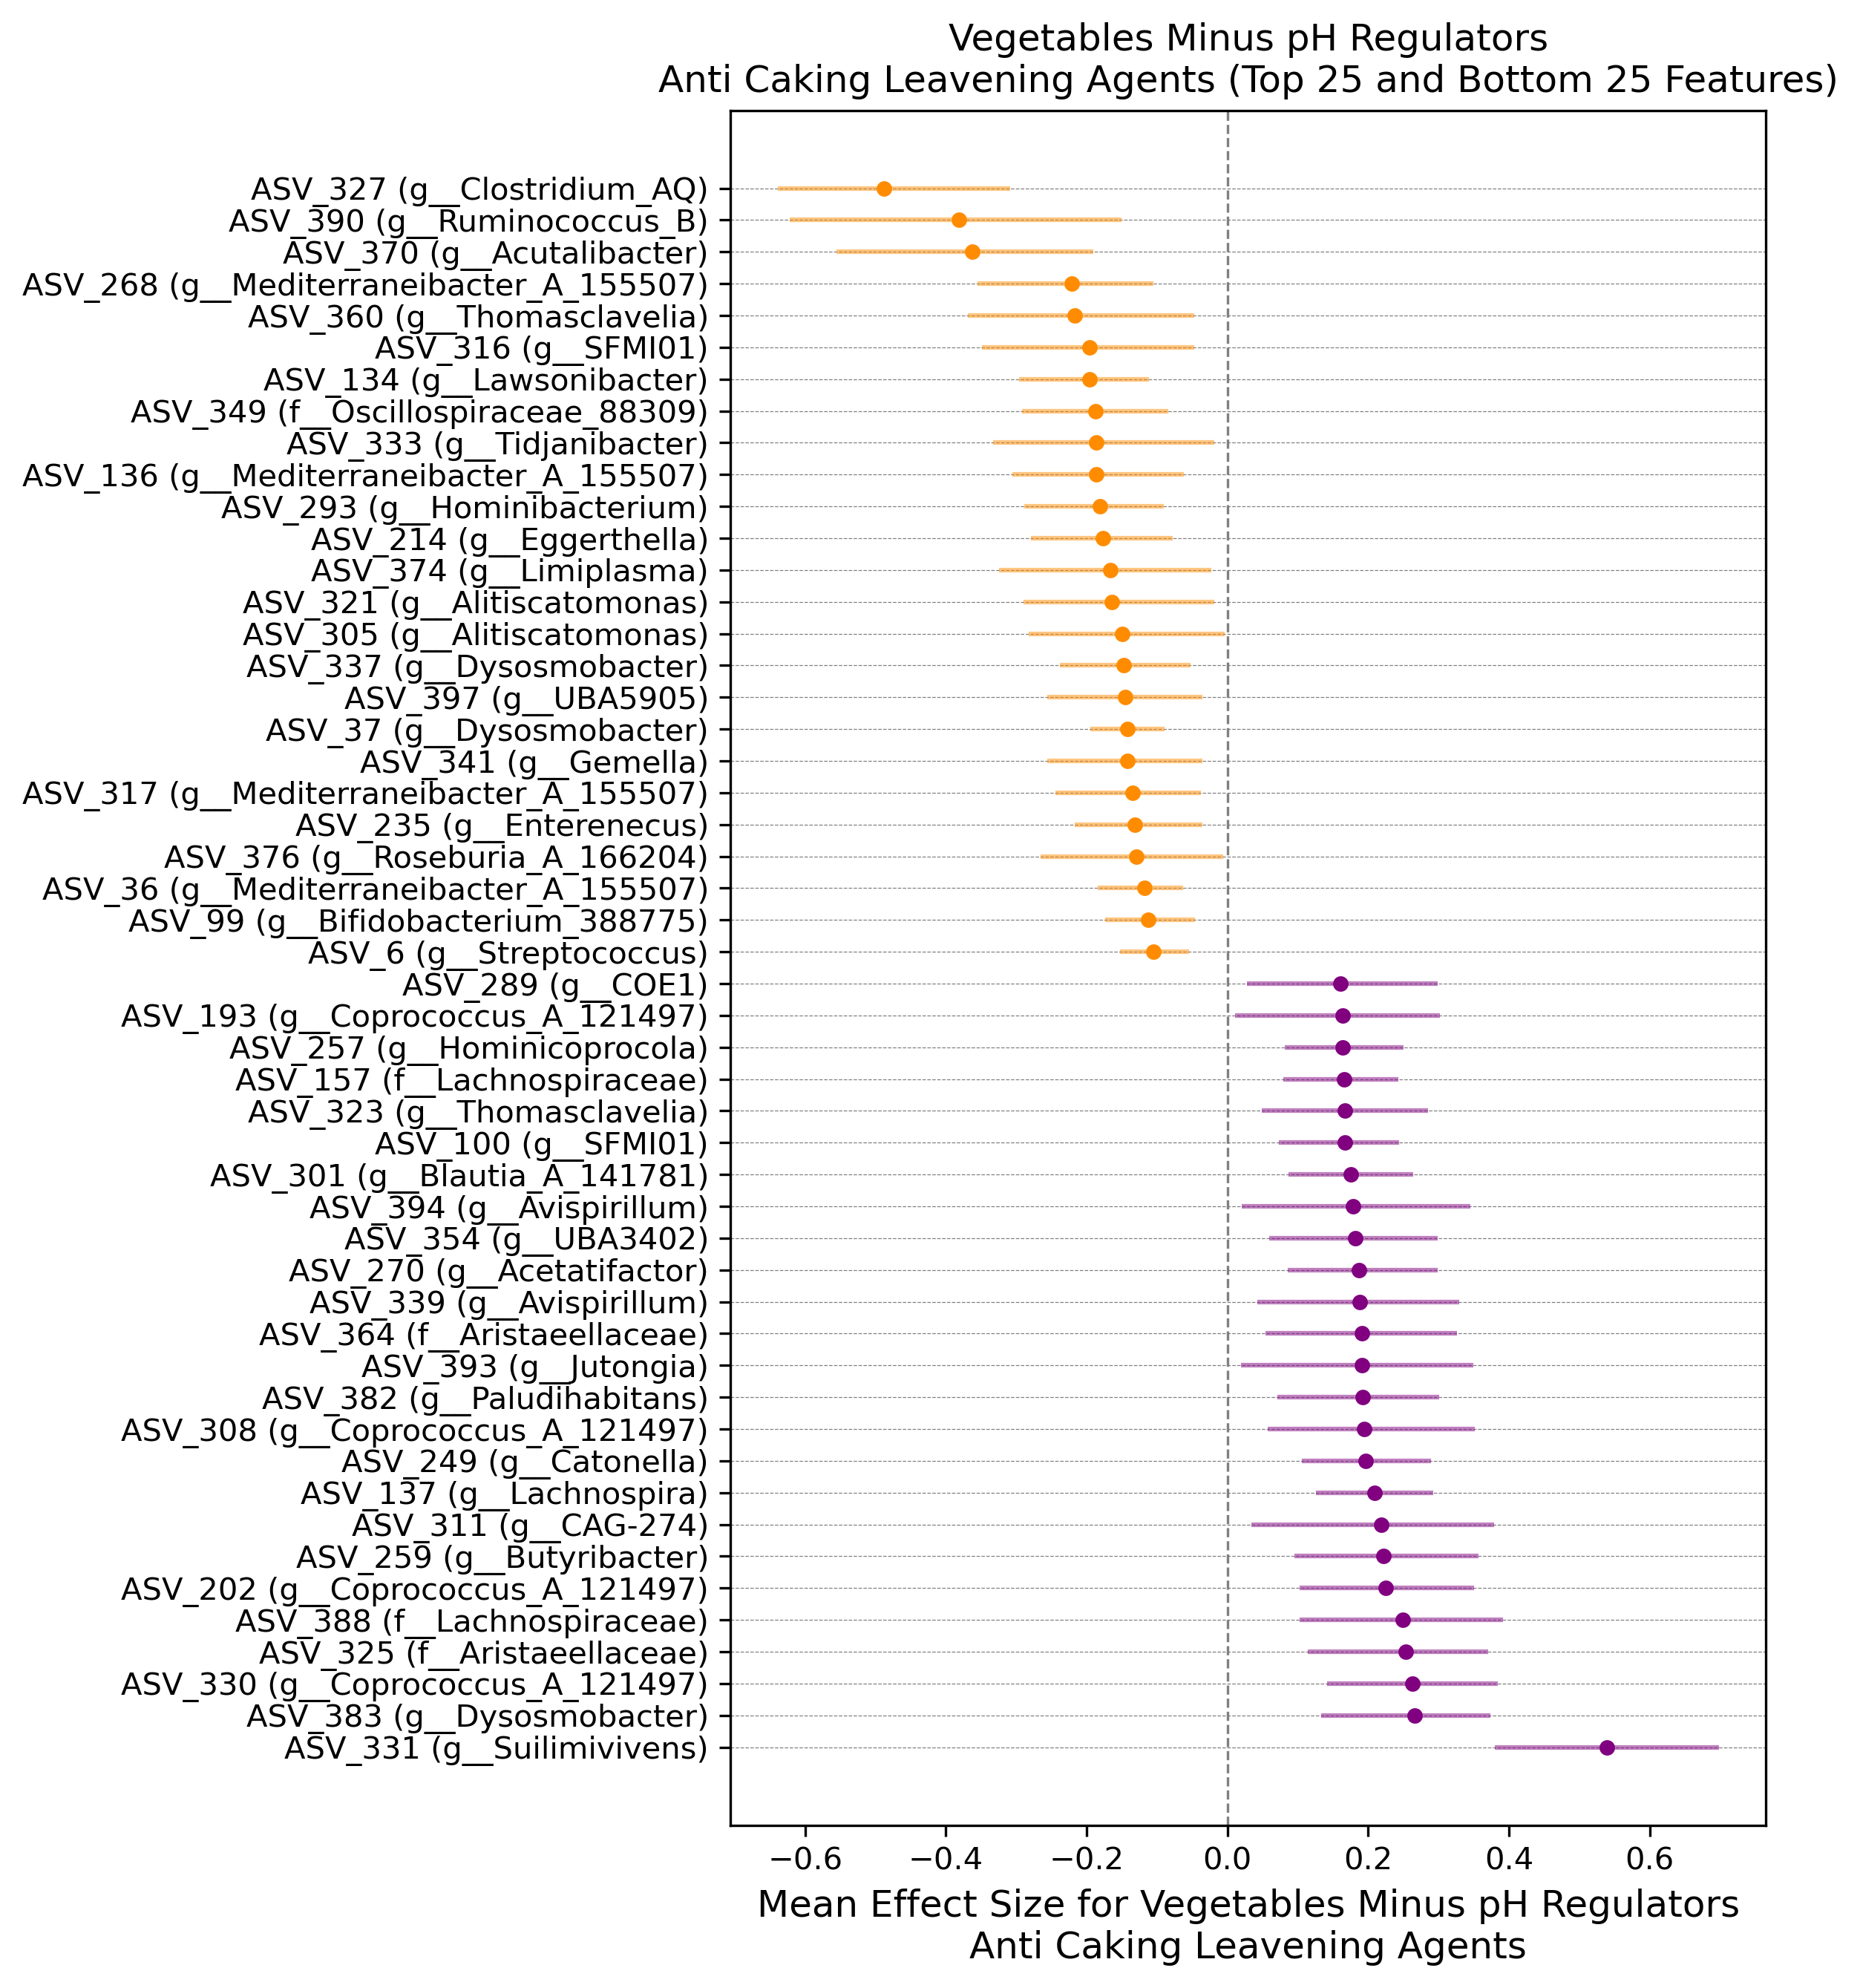 Vegetables Minus pH Regulators
Anti Caking Leavening Agents (Top 25 and Bottom 25 Features)
ASV_327 (g__Clostridium_AQ)
ASV_390 (g__Ruminococcus_B)
ASV_370 (g__Acutalibacter)
ASV_268 (g__Mediterraneibacter_A_155507)
ASV_360 (g__Thomasclavelia)
ASV_316 (g__SFMI01)
ASV_134 (g__Lawsonibacter)
ASV_349 (f__Oscillospiraceae_88309)
ASV_333 (g__Tidjanibacter)
ASV_136 (g__Mediterraneibacter_A_155507)
ASV_293 (g__Hominibacterium)
ASV_214 (g__Eggerthella)
ASV_374 (g__Limiplasma)
ASV_321 (g__Alitiscatomonas)
ASV_305 (g__Alitiscatomonas)
ASV_337 (g__Dysosmobacter)
ASV_397 (g__UBA5905)
ASV_37 (g__Dysosmobacter)
ASV_341 (g__Gemella)
ASV_317 (g__Mediterraneibacter_A_155507)
ASV_235 (g__Enterenecus)
ASV_376 (g__Roseburia_A_166204)
ASV_36 (g__Mediterraneibacter_A_155507)
ASV_99 (g__Bifidobacterium_388775)
ASV_6 (g__Streptococcus)
ASV_289 (g__COE1)
ASV_193 (g__Coprococcus_A_121497)
ASV_257 (g__Hominicoprocola)
ASV_157 (f__Lachnospiraceae)
ASV_323 (g__Thomasclavelia)
ASV_100 (g__SFMI01)
ASV_301 (g__Blautia_A_141781)
ASV_394 (g__Avispirillum)
ASV_354 (g__UBA3402)
ASV_270 (g__Acetatifactor)
ASV_339 (g__Avispirillum)
ASV_364 (f__Aristaeellaceae)
ASV_393 (g__Jutongia)
ASV_382 (g__Paludihabitans)
ASV_308 (g__Coprococcus_A_121497)
ASV_249 (g__Catonella)
ASV_137 (g__Lachnospira)
ASV_311 (g__CAG-274)
ASV_259 (g__Butyribacter)
ASV_202 (g__Coprococcus_A_121497)
ASV_388 (f__Lachnospiraceae)
ASV_325 (f__Aristaeellaceae)
ASV_330 (g__Coprococcus_A_121497)
ASV_383 (g__Dysosmobacter)
ASV_331 (g__Suilimivivens)
−0.6 −0.4 −0.2 0.0 0.2 0.4 0.6
Mean Effect Size for Vegetables Minus pH Regulators
Anti Caking Leavening Agents